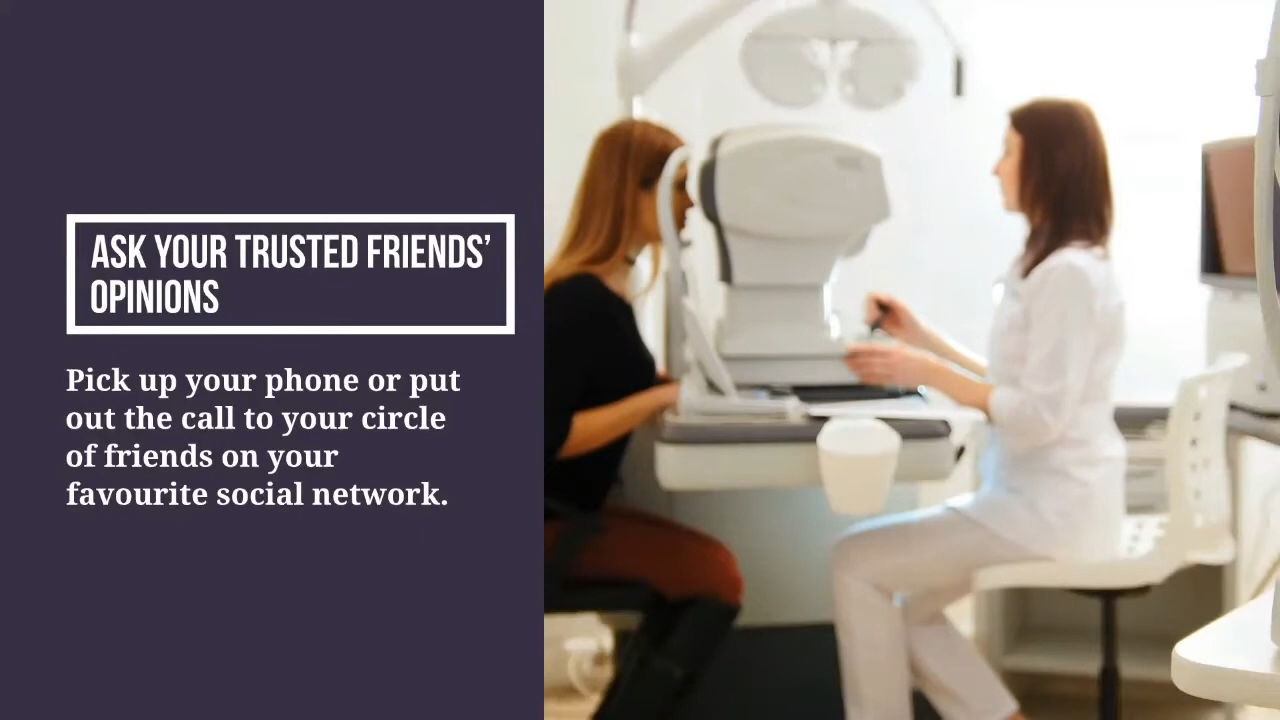 ASK YOUR TRUSTED FRIENDS’
OPINIONS
Pick up your phone or put
out the call to your circle
of friends on your
favourite social network.